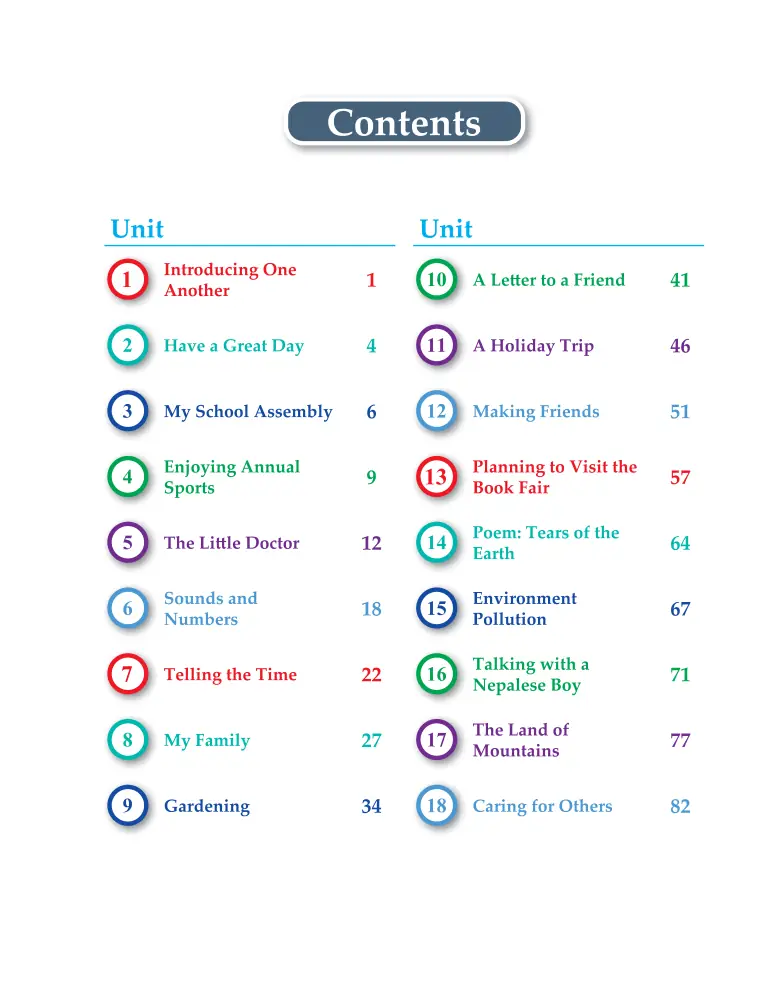 Contents
Unit
1 Introducing One
Another 1
2 Have a Great Day 4
3 My School Assembly 6
4 Enjoying Annual
Sports 9
5 The Little Doctor 12
6 Sounds and
Numbers 18
7 Telling the Time 22
8 My Family 27
9 Gardening 34
Unit
10 A Letter to a Friend 41
11 A Holiday Trip 46
12 Making Friends 51
13 Planning to Visit the
Book Fair 57
14 Poem: Tears of the
Earth 64
15 Environment
Pollution 67
16 Talking with a
Nepalese Boy 71
17 The Land of
Mountains 77
18 Caring for Others 82